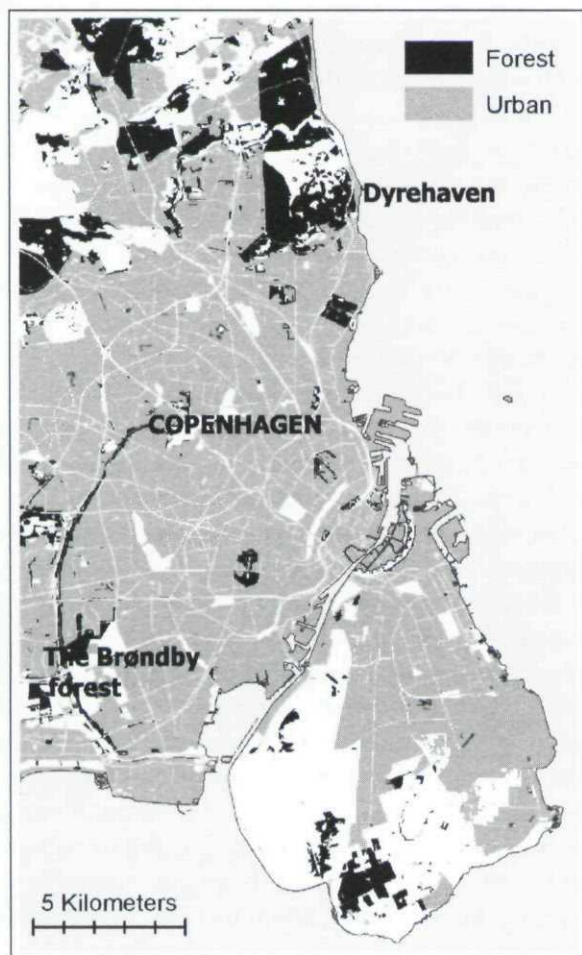 Forest
Urban
Dyrehaven
COPENHAGEN
The Brøndby
forest
5 Kilometers